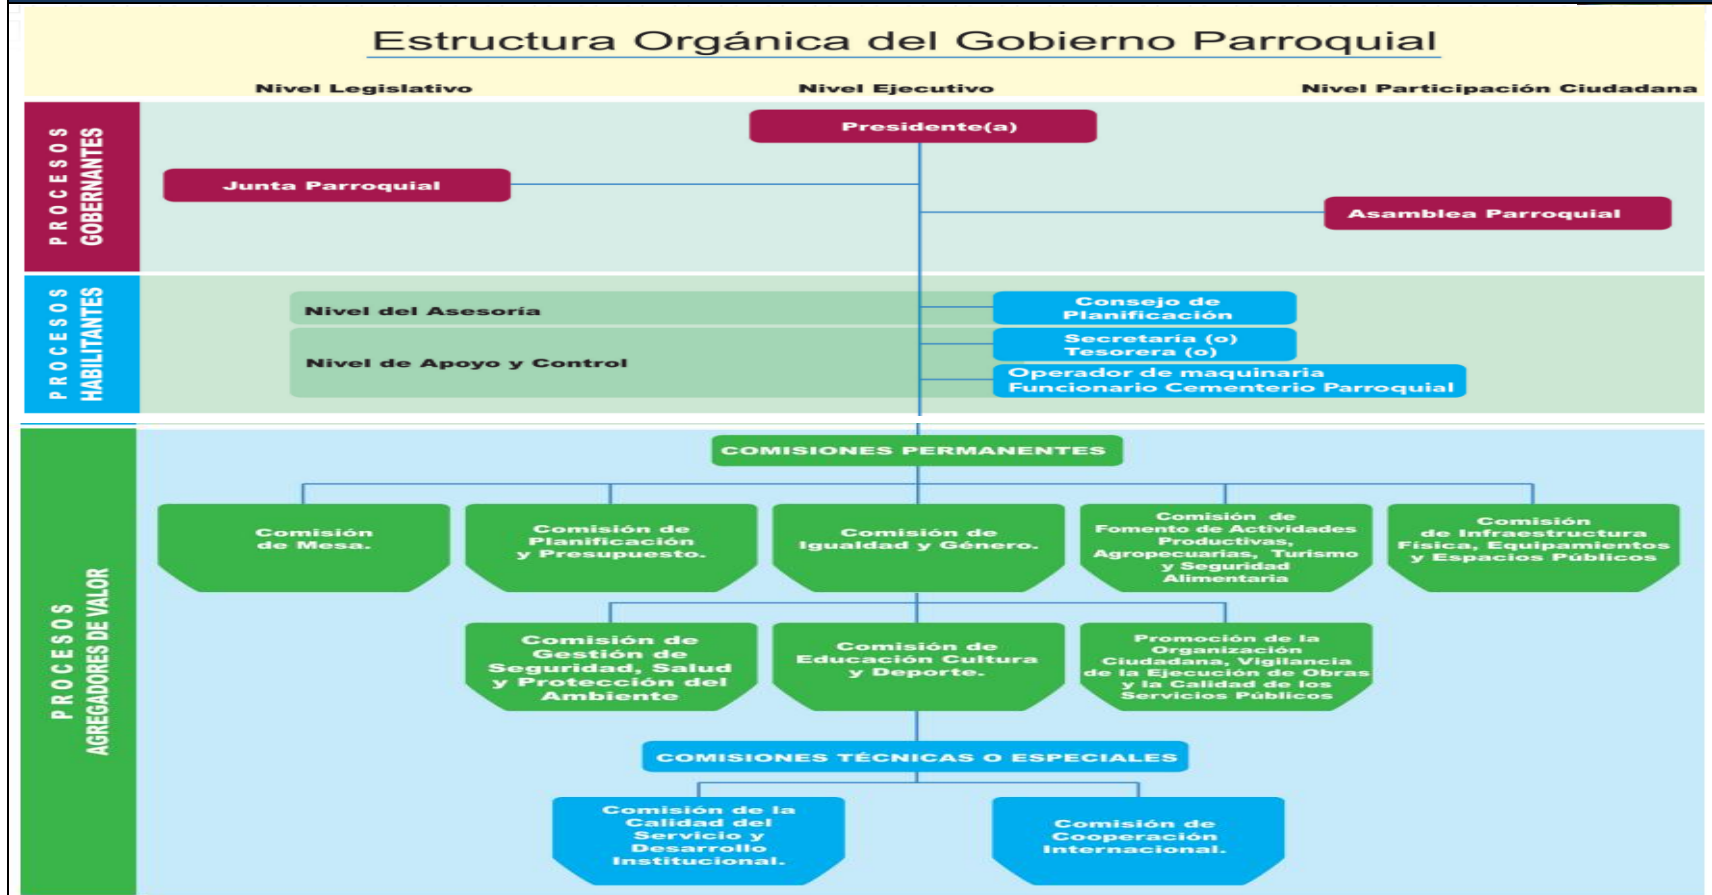 Estructura Orgánica del Gobierno Parroquial
Nivel Legislativo
Nivel Ejecutivo
Nivel Participación Ciudadana
PROCESOS
GOBERNANTES
Presidente(a)
Junta Parroquial
Asamblea Parroquial
PROCESOS
HABILITANTES
Nivel del Asesoría
Consejo de
Planificación
Nivel de Apoyo y Control
Secretaría (o)
Tesorera (o)
Operador de maquinaria
Funcionario Cementerio Parroquial
PROCESOS
AGREGADORES DE VALOR
COMISIONES PERMANENTES
Comisión
de Mesa.
Comisión de
Planificación
y Presupuesto.
Comisión de
Igualdad y Género.
Comisión de
Fomento de Actividades
Productivas,
Agropecuarias, Turismo
y Seguridad
Alimentaria
Comisión
de Infraestructura
Física, Equipamientos
y Espacios Públicos
Comisión de
Gestión de
Seguridad, Salud
y Protección del
Ambiente
Comisión de
Educación Cultura
y Deporte.
Promoción de la
Organización
Ciudadana, Vigilancia
de la Ejecución de Obras
y la Calidad de los
Servicios Públicos
COMISIONES TÉCNICAS O ESPECIALES
Comisión de la
Calidad del
Servicio y
Desarrollo
Institucional.
Comisión de
Cooperación
Internacional.